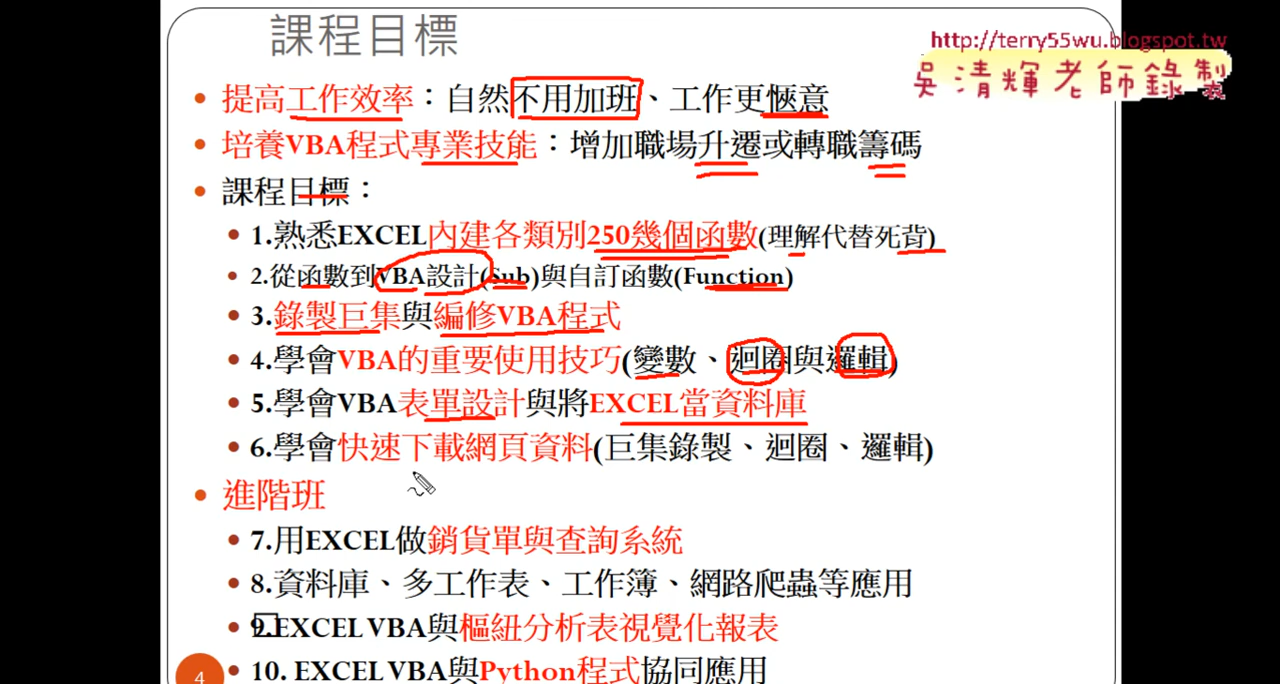 課程目標
http://terry55wu.blogspot.tw
吳清輝老師錄製
提高工作效率：自然不用加班、工作更愜意
培養VBA程式專業技能：增加職場升遷或轉職籌碼
課程目標：
1.熟悉EXCEL內建各類別250幾個函數(理解代替死背)
2.從函數到VBA設計(Sub)與自訂函數(Function)
3.錄製巨集與編修VBA程式
4.學會VBA的重要使用技巧(變數、迴圈與邏輯)
5.學會VBA表單設計與將EXCEL當資料庫
6.學會快速下載網頁資料(巨集錄製、迴圈、邏輯)
進階班
7.用EXCEL做銷貨單與查詢系統
8.資料庫、多工作表、工作簿、網路爬蟲等應用
9.EXCEL VBA與樞紐分析表視覺化報表
10. EXCEL VBA與Python程式協同應用
4